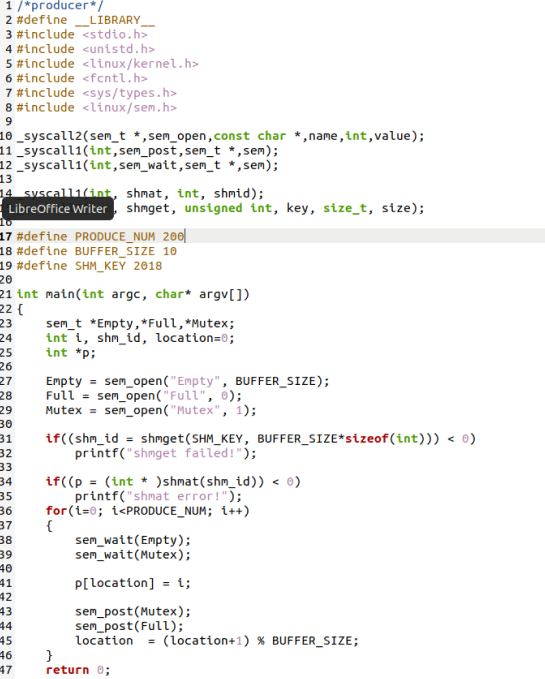 1 /*producer*/
2 #define __LIBRARY__
3 #include <stdio.h>
4 #include <unistd.h>
5 #include <linux/kernel.h>
6 #include <fcntl.h>
7 #include <sys/types.h>
8 #include <linux/sem.h>
9
10 _syscall2(sem_t *,sem_open,const char *,name,int,value);
11 _syscall1(int,sem_post,sem_t *,sem);
12 _syscall1(int,sem_wait,sem_t *,sem);
13
14 _syscall1(int, shmat, int, shmid);
LibreOffice Writer , shmget, unsigned int, key, size_t, size);
16
17 #define PRODUCE_NUM 200
18 #define BUFFER_SIZE 10
19 #define SHM_KEY 2018
20
21 int main(int argc, char* argv[])
22 {
23     sem_t *Empty,*Full,*Mutex;
24     int i, shm_id, location=0;
25     int *p;
26
27     Empty = sem_open("Empty", BUFFER_SIZE);
28     Full = sem_open("Full", 0);
29     Mutex = sem_open("Mutex", 1);
30
31     if((shm_id = shmget(SHM_KEY, BUFFER_SIZE*sizeof(int))) < 0)
32         printf("shmget failed!");
33
34     if((p = (int * )shmat(shm_id)) < 0)
35         printf("shmat error!");
36     for(i=0; i<PRODUCE_NUM; i++)
37     {
38         sem_wait(Empty);
39         sem_wait(Mutex);
40
41         p[location] = i;
42
43         sem_post(Mutex);
44         sem_post(Full);
45         location  = (location+1) % BUFFER_SIZE;
46     }
47     return 0;